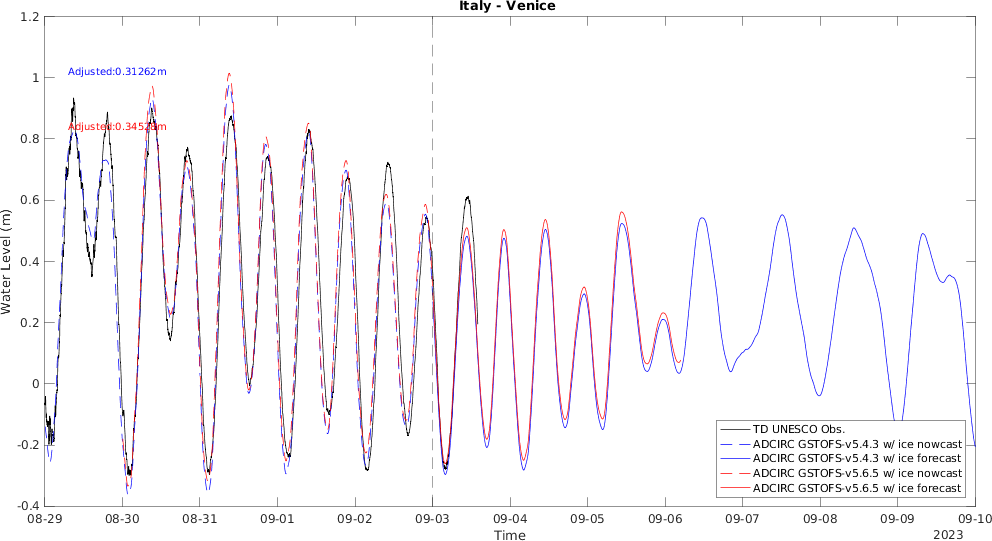 Italy - Venice
1.2
1
0.8
0.6
0.4
0.2
0
-0.2
-0.4
Water Level (m)
Adjusted:0.31262m
08-29
08-30
08-31
09-01
09-02
09-03
09-04
09-05
09-06
09-07
09-08
09-09
09-10
2023
Time
TD UNESCO Obs.
ADCIRC GSTOFS-v5.4.3 w/ ice nowcast
ADCIRC GSTOFS-v5.4.3 w/ ice forecast
ADCIRC GSTOFS-v5.6.5 w/ ice nowcast
ADCIRC GSTOFS-v5.6.5 w/ ice forecast